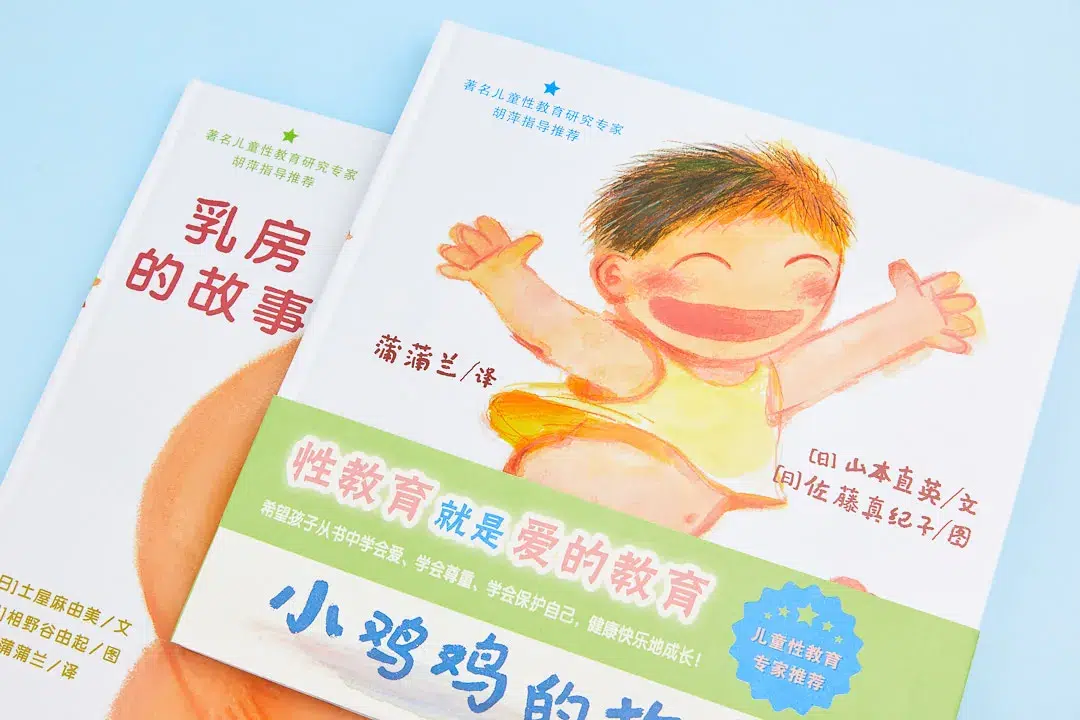 著名儿童性教育研究专家
胡萍指导推荐
乳房
的故事
日]土屋麻由美/文
]相野谷由起/图
蒲蒲兰/译
著名儿童性教育研究专家
胡萍指导推荐
蒲蒲兰/译
[日]山本直英/文
[日]佐藤真纪子/图
性教育就是爱的教育
希望孩子从书中学会爱、学会尊重、学会保护自己，健康快乐地成长！
儿童性教育
专家推荐
小鸡鸡的故